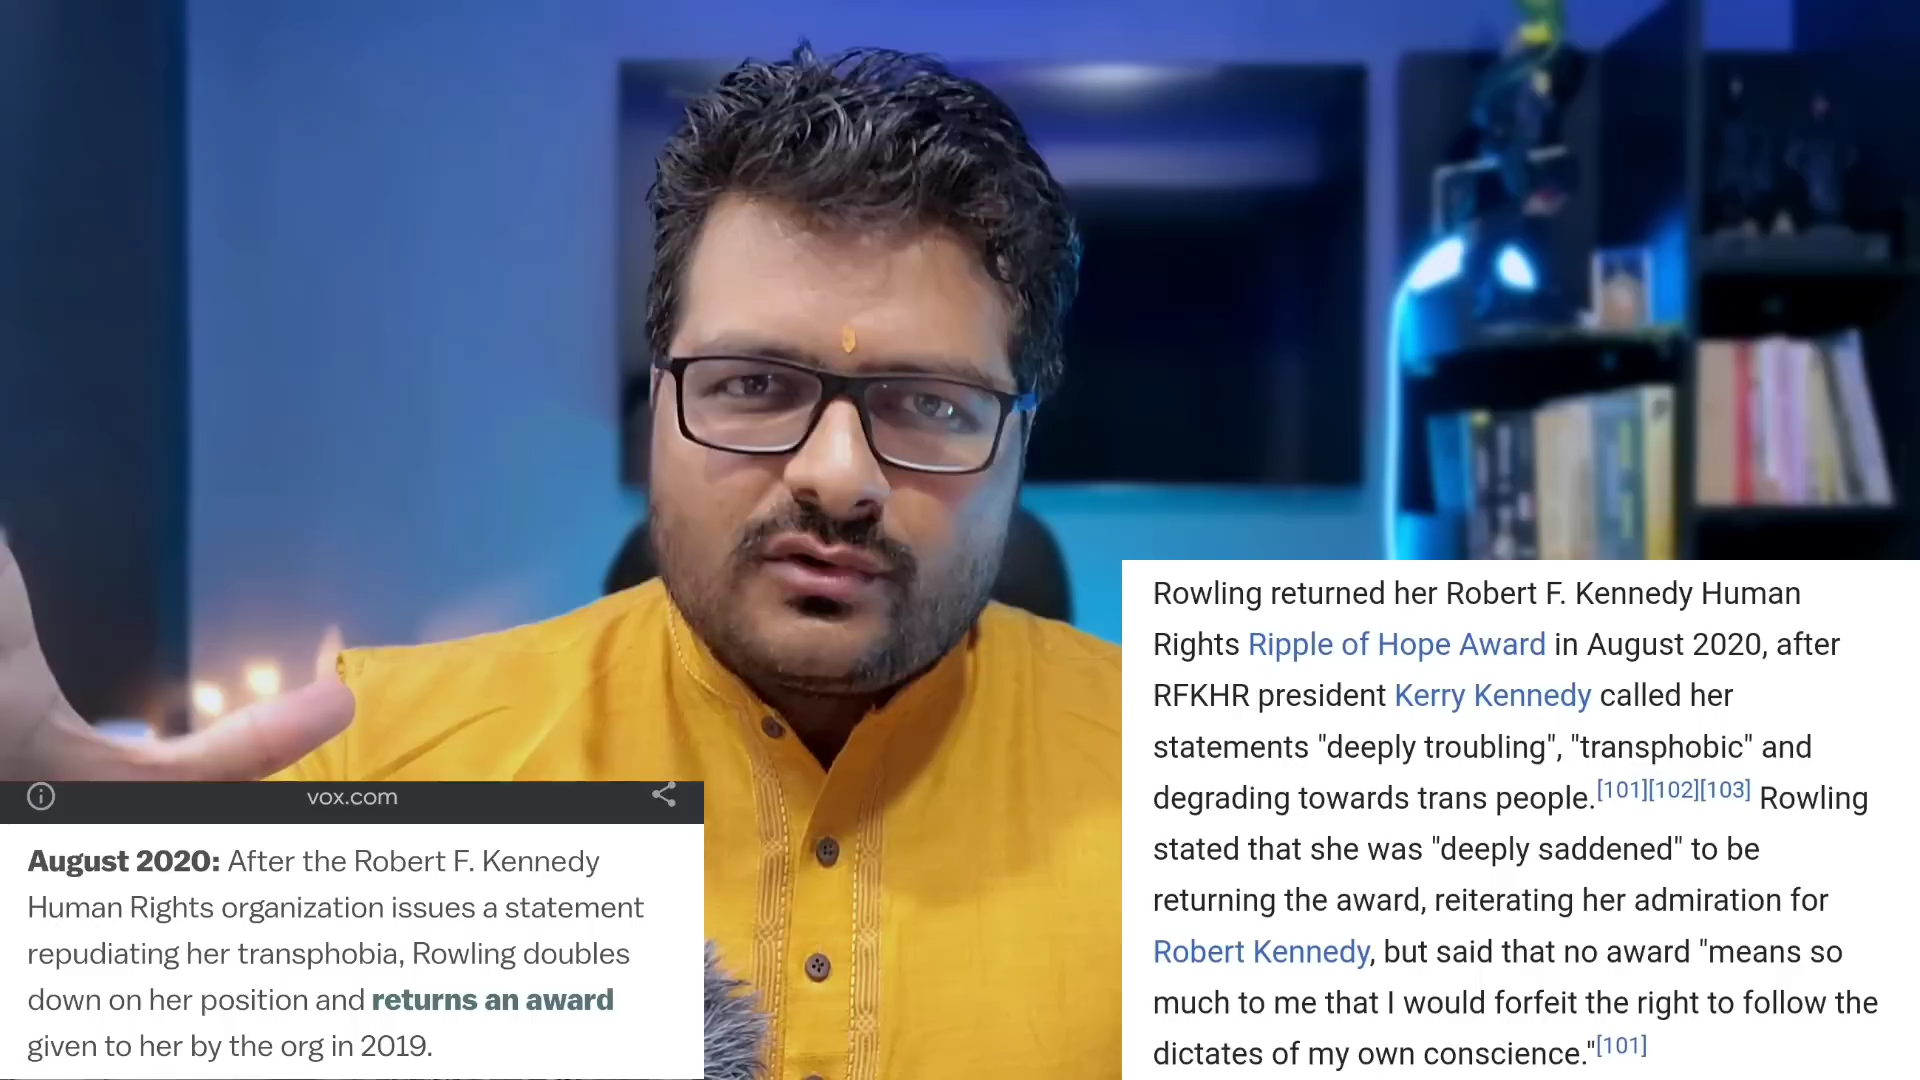 vox.com
August 2020: After the Robert F. Kennedy
Human Rights organization issues a statement
repudiating her transphobia, Rowling doubles
down on her position and returns an award
given to her by the org in 2019.
Rowling returned her Robert F. Kennedy Human
Rights Ripple of Hope Award in August 2020, after
RFKHR president Kerry Kennedy called her
statements "deeply troubling", "transphobic" and
degrading towards trans people.[101][102][103] Rowling
stated that she was "deeply saddened" to be
returning the award, reiterating her admiration for
Robert Kennedy, but said that no award "means so
much to me that I would forfeit the right to follow the
dictates of my own conscience."[101]